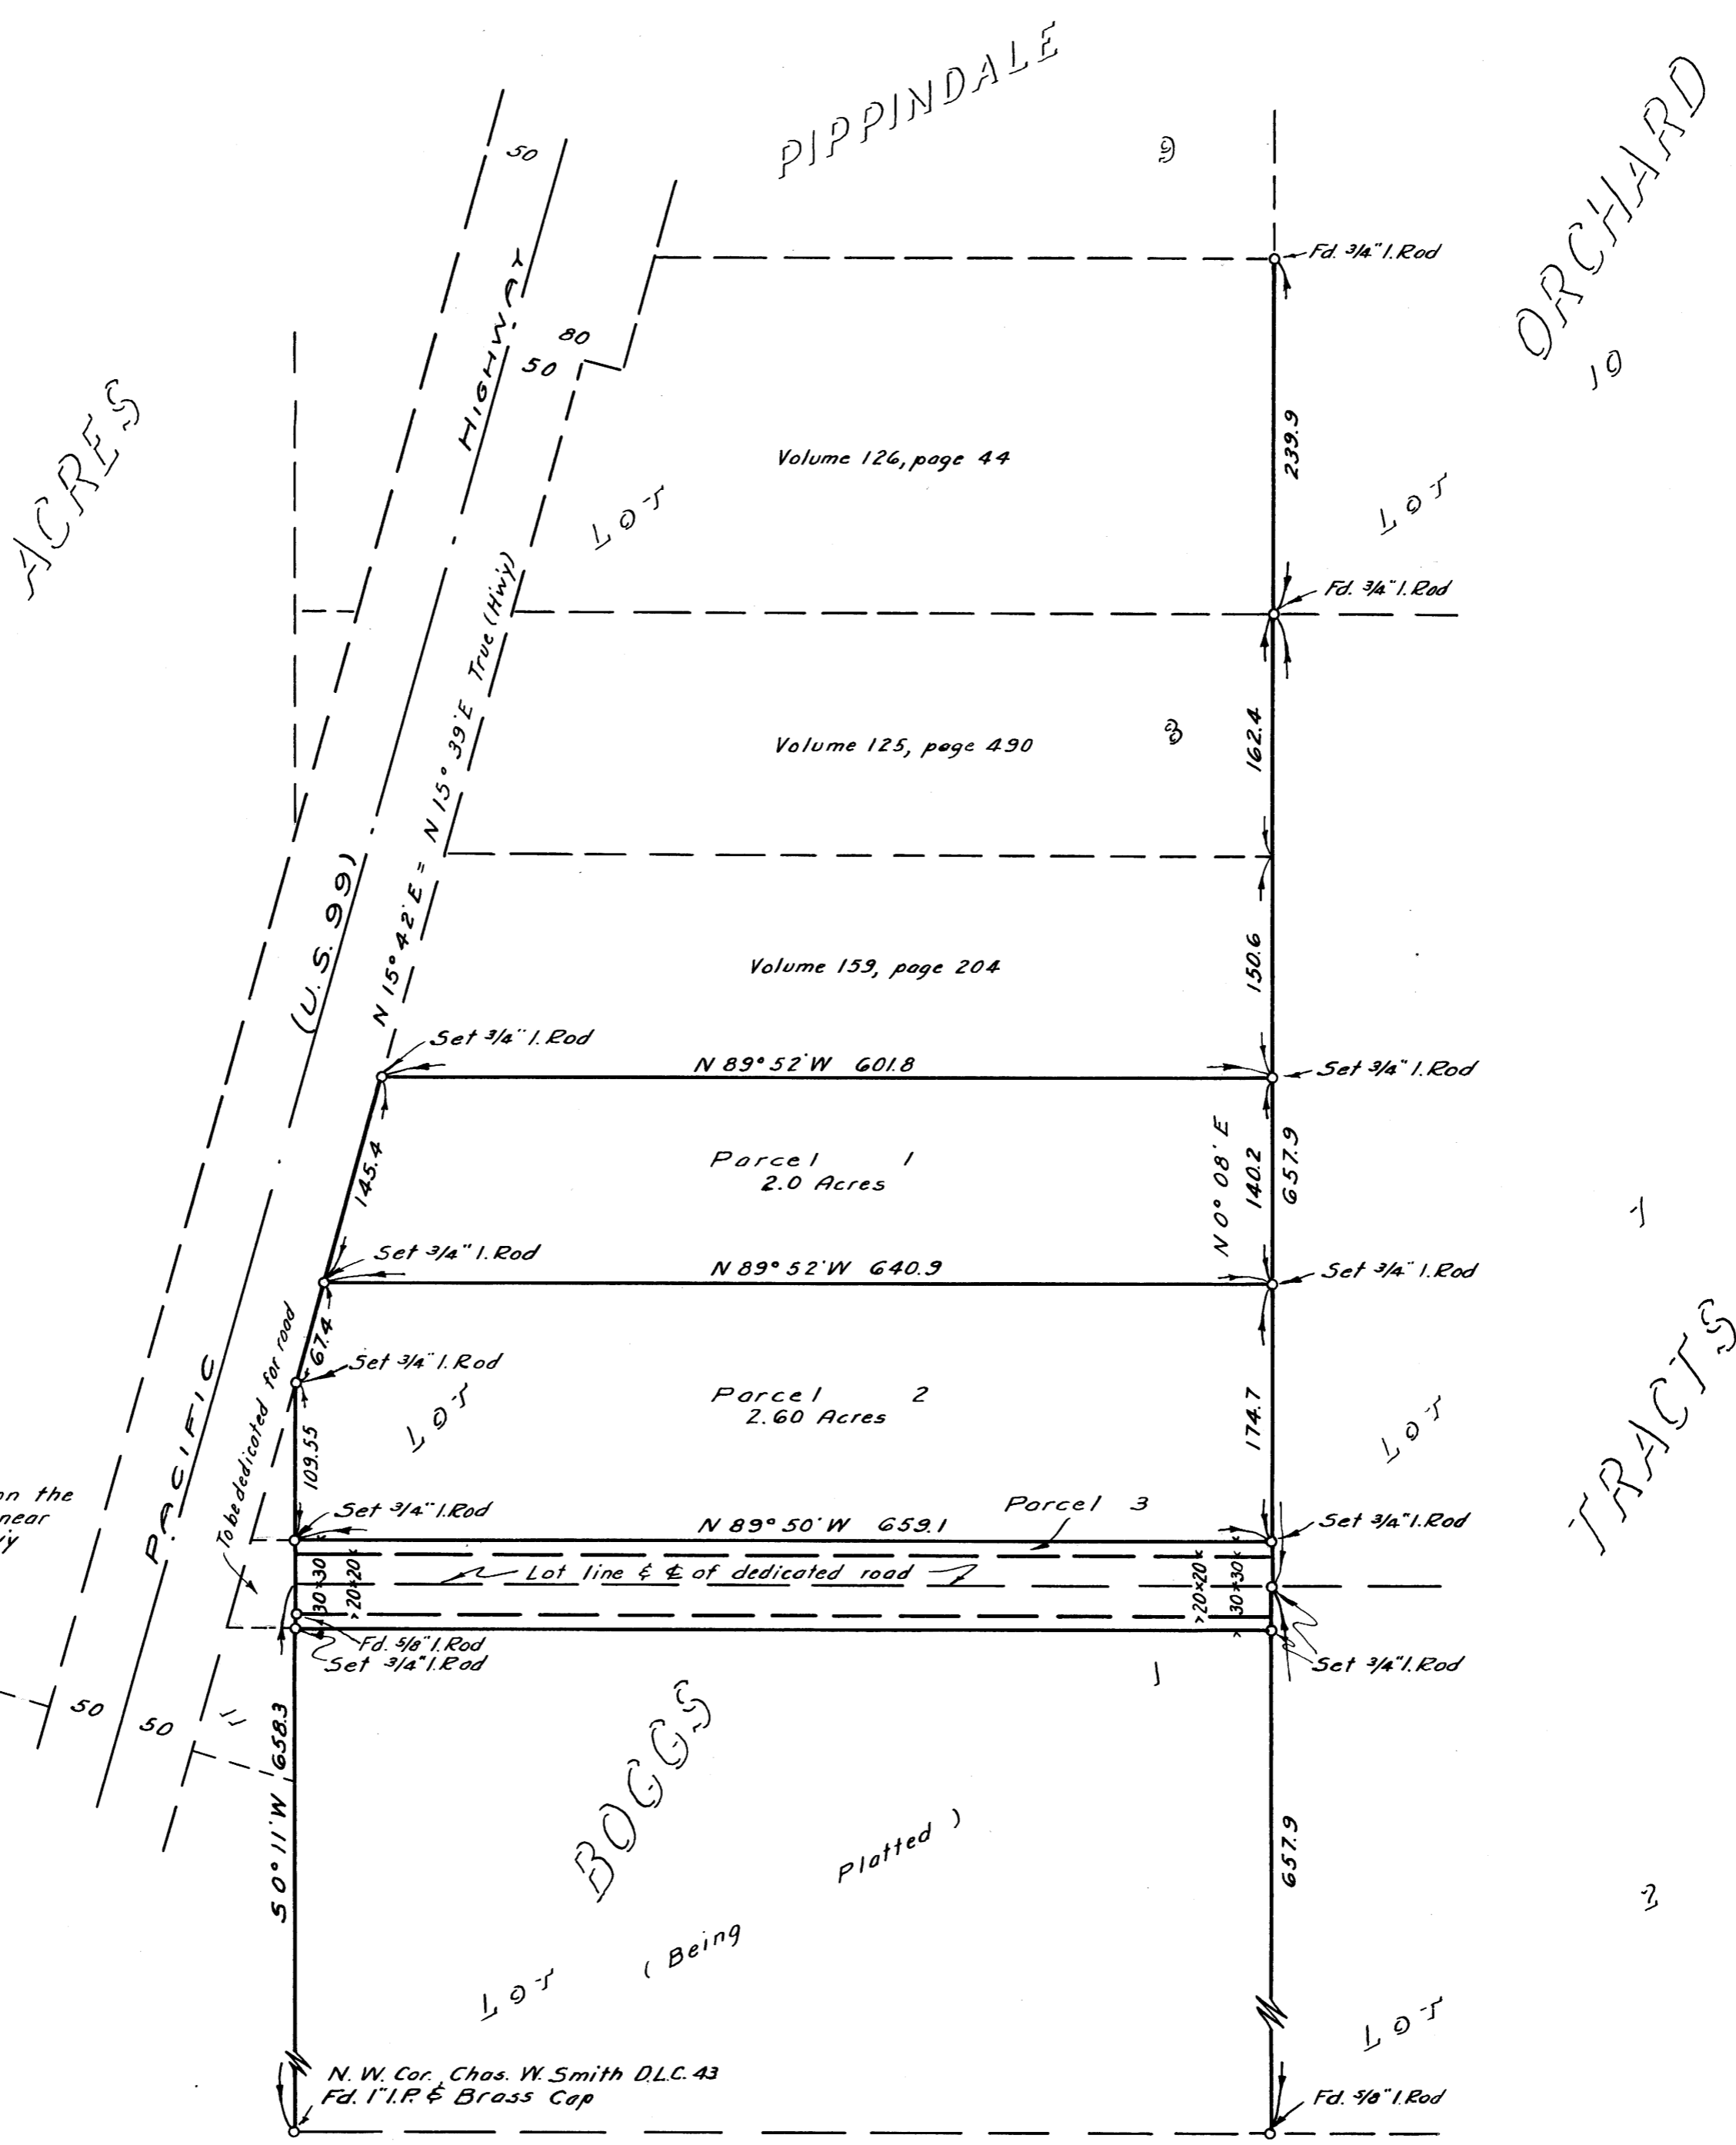 PIPPINDALE
50
9
ORCHARD
Fd. 3/4" I. Rod
80
50
10
HIGHWAY
ACRES
239.9
Volume 126, page 44
LOT
LOT
Fd. 3/4" I. Rod
N 15° 42' E = N 15° 39' E True (Hwy)
162.4
8
Volume 125, page 490
(U.S. 99)
150.6
Volume 159, page 204
Set 3/4" I. Rod
N 89° 52' W 601.8
Set 3/4" I. Rod
N 0° 08' E
140.2
657.9
145.4
Parcel 1
2.0 Acres
Set 3/4" I. Rod
N 89° 52' W 640.9
Set 3/4" I. Rod
67.4
To be dedicated for road
Set 3/4" I. Rod
PACIFIC
LOT
Parcel 2
2.60 Acres
174.7
LOT
TRACTS
109.55
on the
near
Set 3/4" I. Rod
N 89° 50' W 659.1
Parcel 3
Set 3/4" I. Rod
30 30
20 20
Lot line & ℄ of dedicated road
20 20
30 30
Fd. 5/8" I. Rod
Set 3/4" I. Rod
Set 3/4" I. Rod
1
50
50
11
S 0° 11' W 658.3
BOGGS
657.9
(Being Platted)
2
LOT
LOT
N. W. Cor. Chas. W. Smith D.L.C. 43
Fd. 1" I.P. & Brass Cap
Fd. 5/8" I. Rod